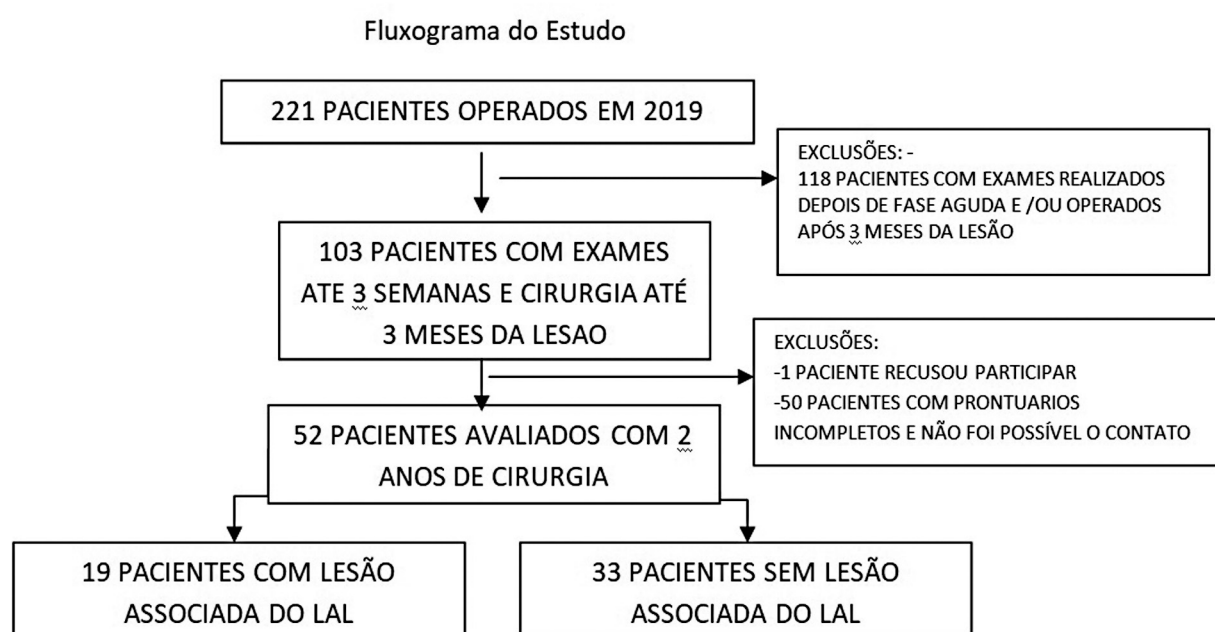 Fluxograma do Estudo
221 PACIENTES OPERADOS EM 2019
EXCLUSÕES: -
118 PACIENTES COM EXAMES REALIZADOS
DEPOIS DE FASE AGUDA E /OU OPERADOS
APÓS 3 MESES DA LESÃO
103 PACIENTES COM EXAMES
ATE 3 SEMANAS E CIRURGIA ATÉ
3 MESES DA LESAO
EXCLUSÕES:
-1 PACIENTE RECUSOU PARTICIPAR
-50 PACIENTES COM PRONTUARIOS
INCOMPLETOS E NÃO FOI POSSÍVEL O CONTATO
52 PACIENTES AVALIADOS COM 2
ANOS DE CIRURGIA
19 PACIENTES COM LESÃO
ASSOCIADA DO LAL
33 PACIENTES SEM LESÃO
ASSOCIADA DO LAL